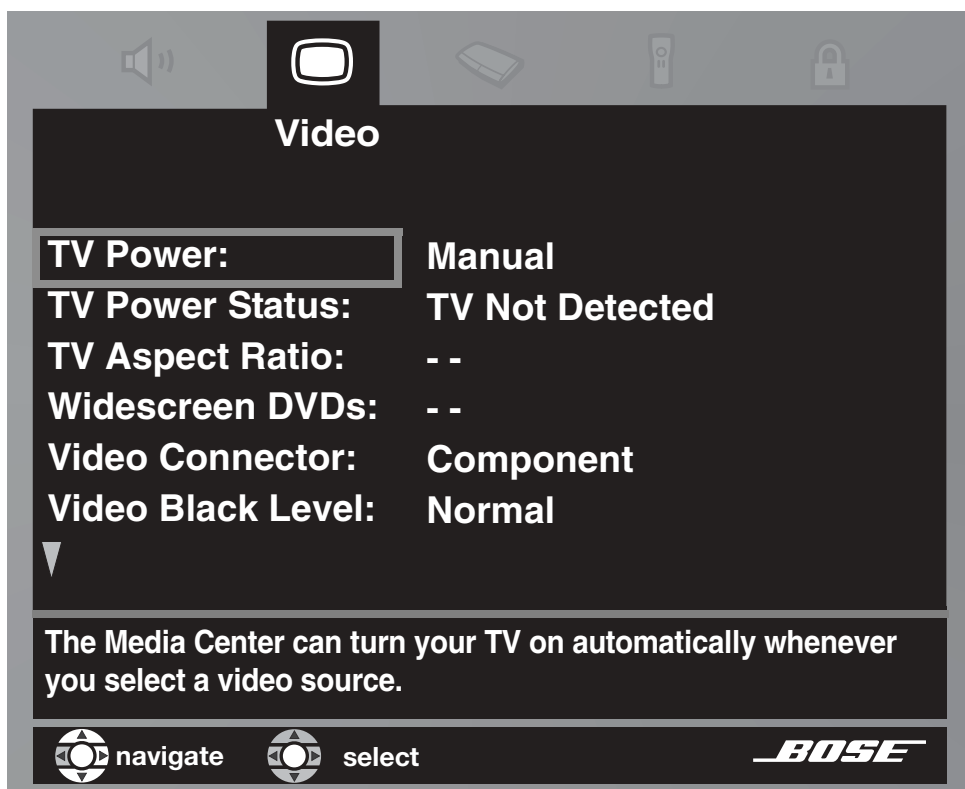 Video
TV Power: Manual
TV Power Status: TV Not Detected
TV Aspect Ratio: - -
Widescreen DVDs: - -
Video Connector: Component
Video Black Level: Normal
The Media Center can turn your TV on automatically whenever
you select a video source.
navigate select BOSE